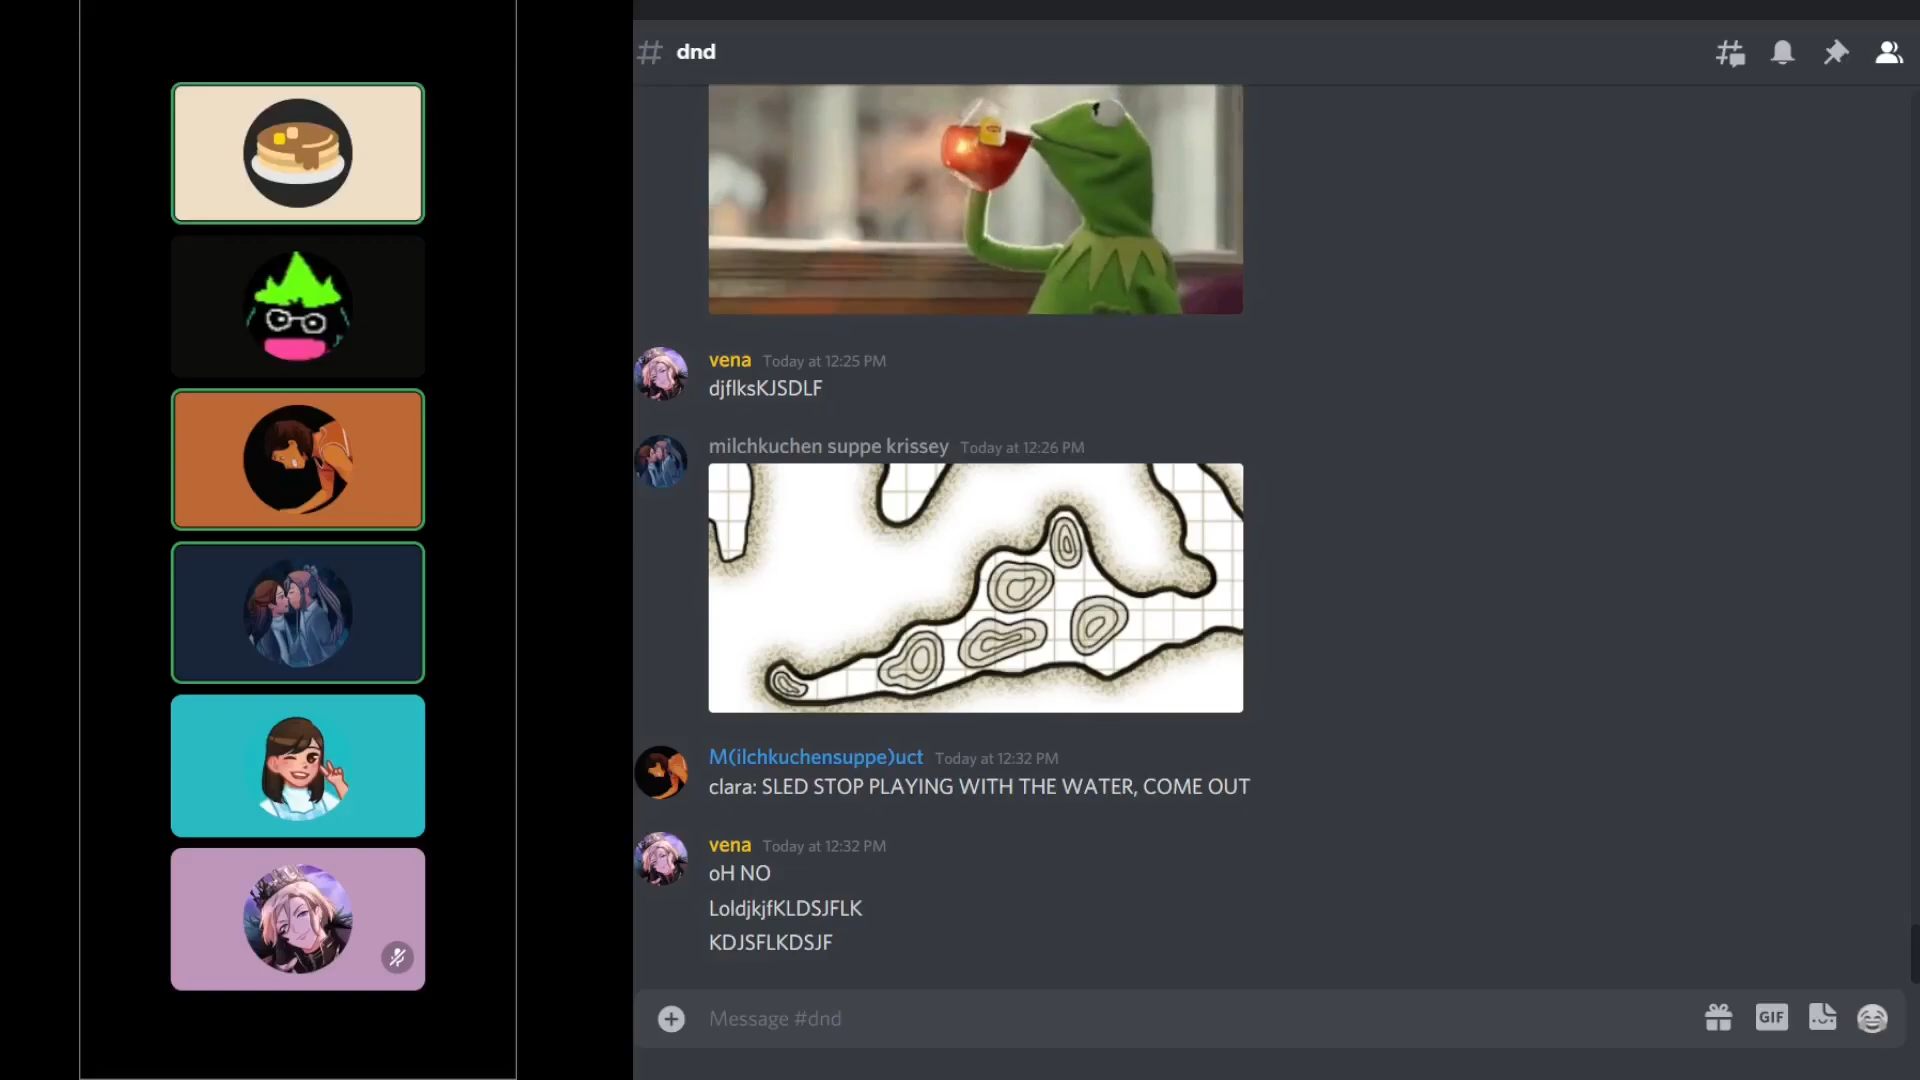 dnd
vena Today at 12:25 PM
djflksKJSDLF
milchkuchen suppe krissey Today at 12:26 PM
M(ilchkuchensuppe)uct Today at 12:32 PM
clara: SLED STOP PLAYING WITH THE WATER, COME OUT
vena Today at 12:32 PM
oH NO
LoldjkjfKLDSJFLK
KDJSFLKDSJF
Message #dnd
GIF